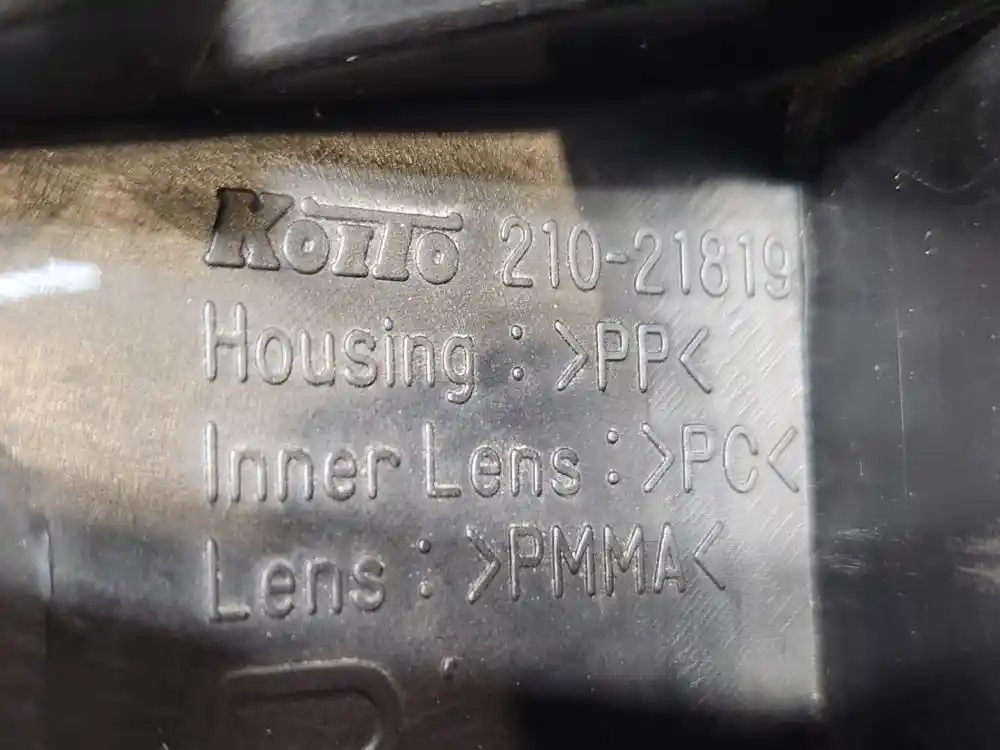 KOITO 210-21819
Housing : >PP<
Inner Lens : >PC<
Lens : >PMMA<